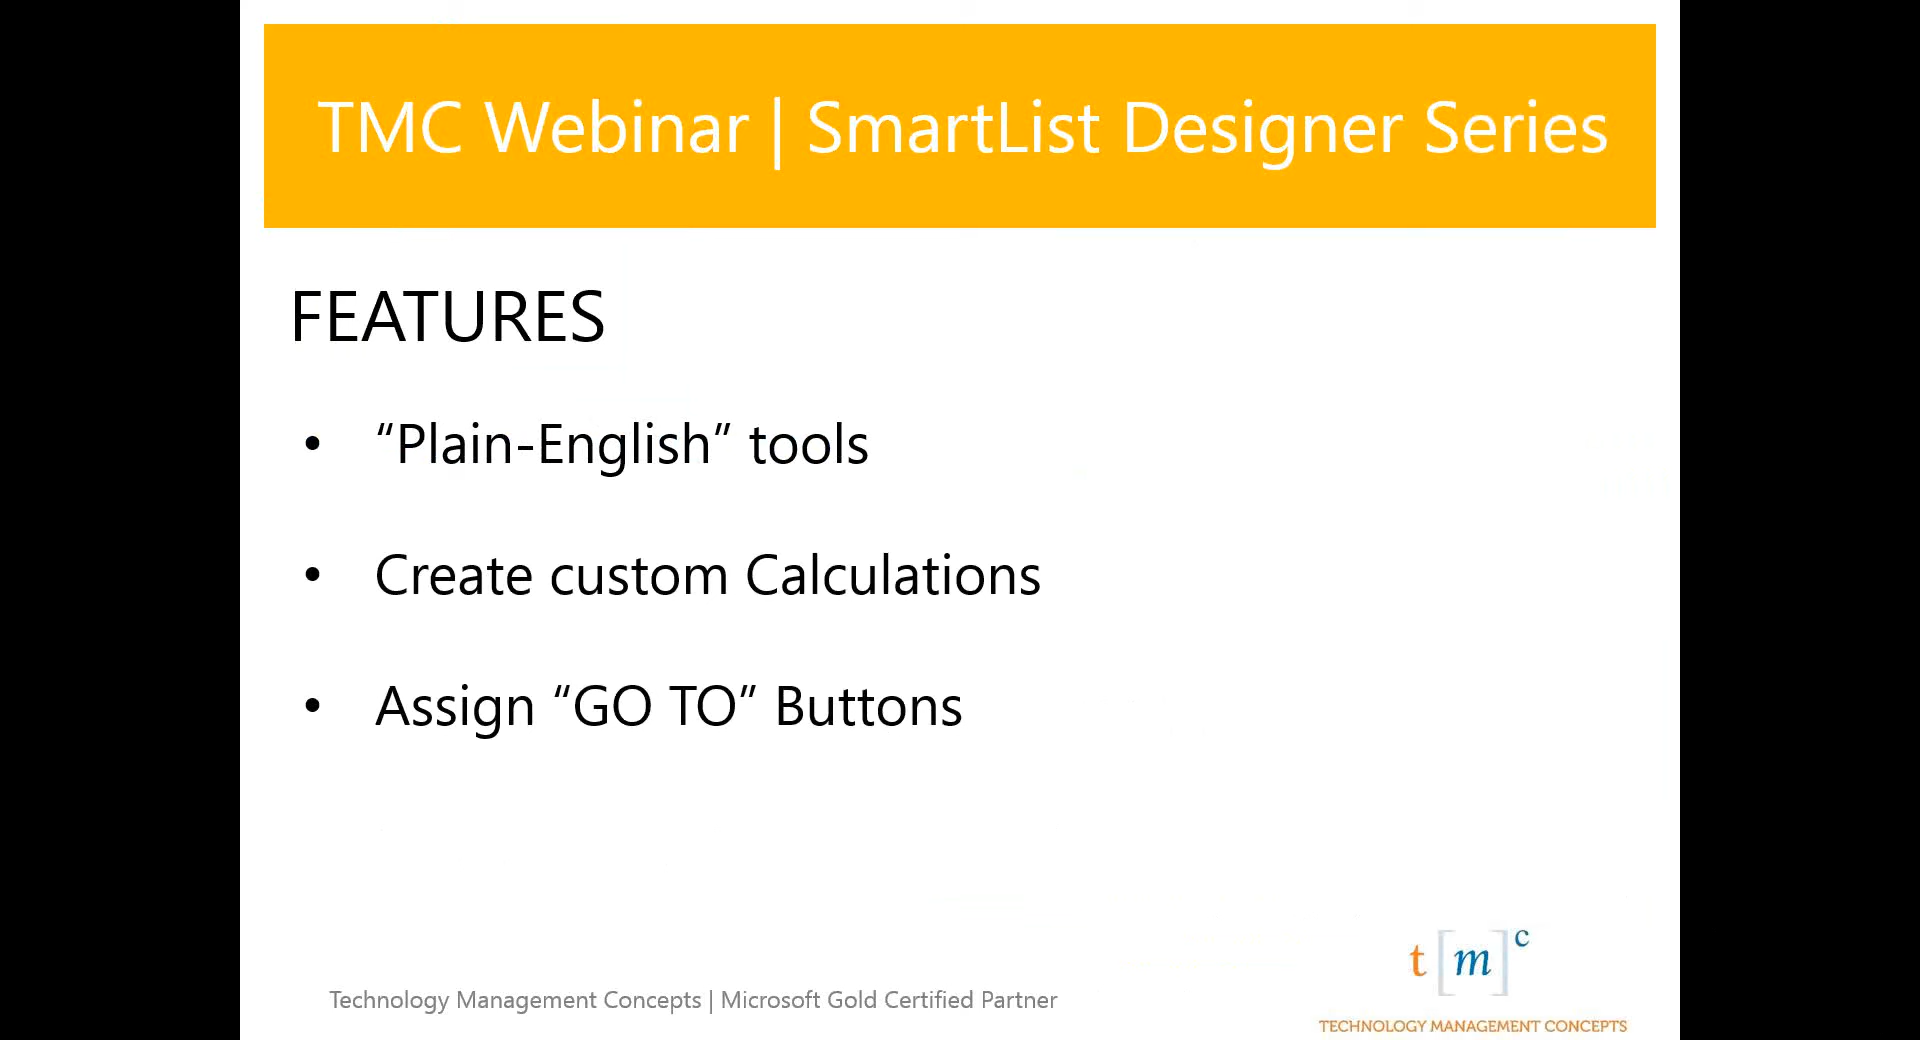 TMC Webinar | SmartList Designer Series
FEATURES
• “Plain-English” tools
• Create custom Calculations
• Assign “GO TO” Buttons
Technology Management Concepts | Microsoft Gold Certified Partner
t[m]c
TECHNOLOGY MANAGEMENT CONCEPTS